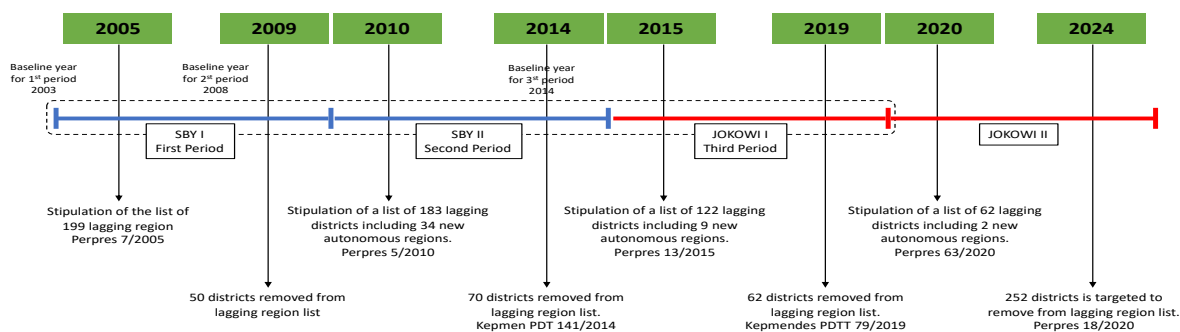 2005
2009
2010
2014
2015
2019
2020
2024
Baseline year
for 1st period
2003
Baseline year
for 2st period
2008
Baseline year
for 3st period
2014
SBY I
First Period
SBY II
Second Period
JOKOWI I
Third Period
JOKOWI II
Stipulation of the list of
199 lagging region
Perpres 7/2005
Stipulation of a list of 183 lagging
districts including 34 new
autonomous regions.
Perpres 5/2010
Stipulation of a list of 122 lagging
districts including 9 new
autonomous regions.
Perpres 13/2015
Stipulation of a list of 62 lagging
districts including 2 new
autonomous regions.
Perpres 63/2020
50 districts removed from
lagging region list
70 districts removed from
lagging region list.
Kepmen PDT 141/2014
62 districts removed from
lagging region list.
Kepmendes PDTT 79/2019
252 districts is targeted to
remove from lagging region list.
Perpres 18/2020